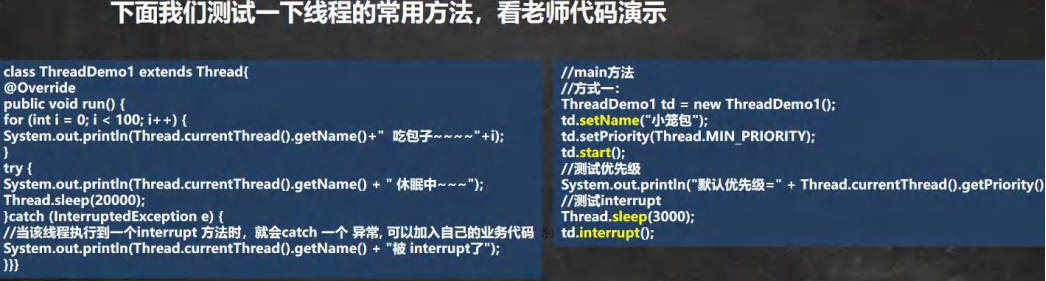 下面我们测试一下线程的常用方法，看老师代码演示
class ThreadDemo1 extends Thread{
@Override
public void run() {
for (int i = 0; i < 100; i++) {
System.out.println(Thread.currentThread().getName()+" 吃包子~~~~"+i);
}
try {
System.out.println(Thread.currentThread().getName() + " 休眠中~~~");
Thread.sleep(20000);
}catch (InterruptedException e) {
//当该线程执行到一个interrupt 方法时，就会catch 一个 异常, 可以加入自己的业务代码
System.out.println(Thread.currentThread().getName() + "被 interrupt了");
}}}
//main方法
//方式一：
ThreadDemo1 td = new ThreadDemo1();
td.setName("小笼包");
td.setPriority(Thread.MIN_PRIORITY);
td.start();
//测试优先级
System.out.println("默认优先级=" + Thread.currentThread().getPriority()
//测试interrupt
Thread.sleep(3000);
td.interrupt();